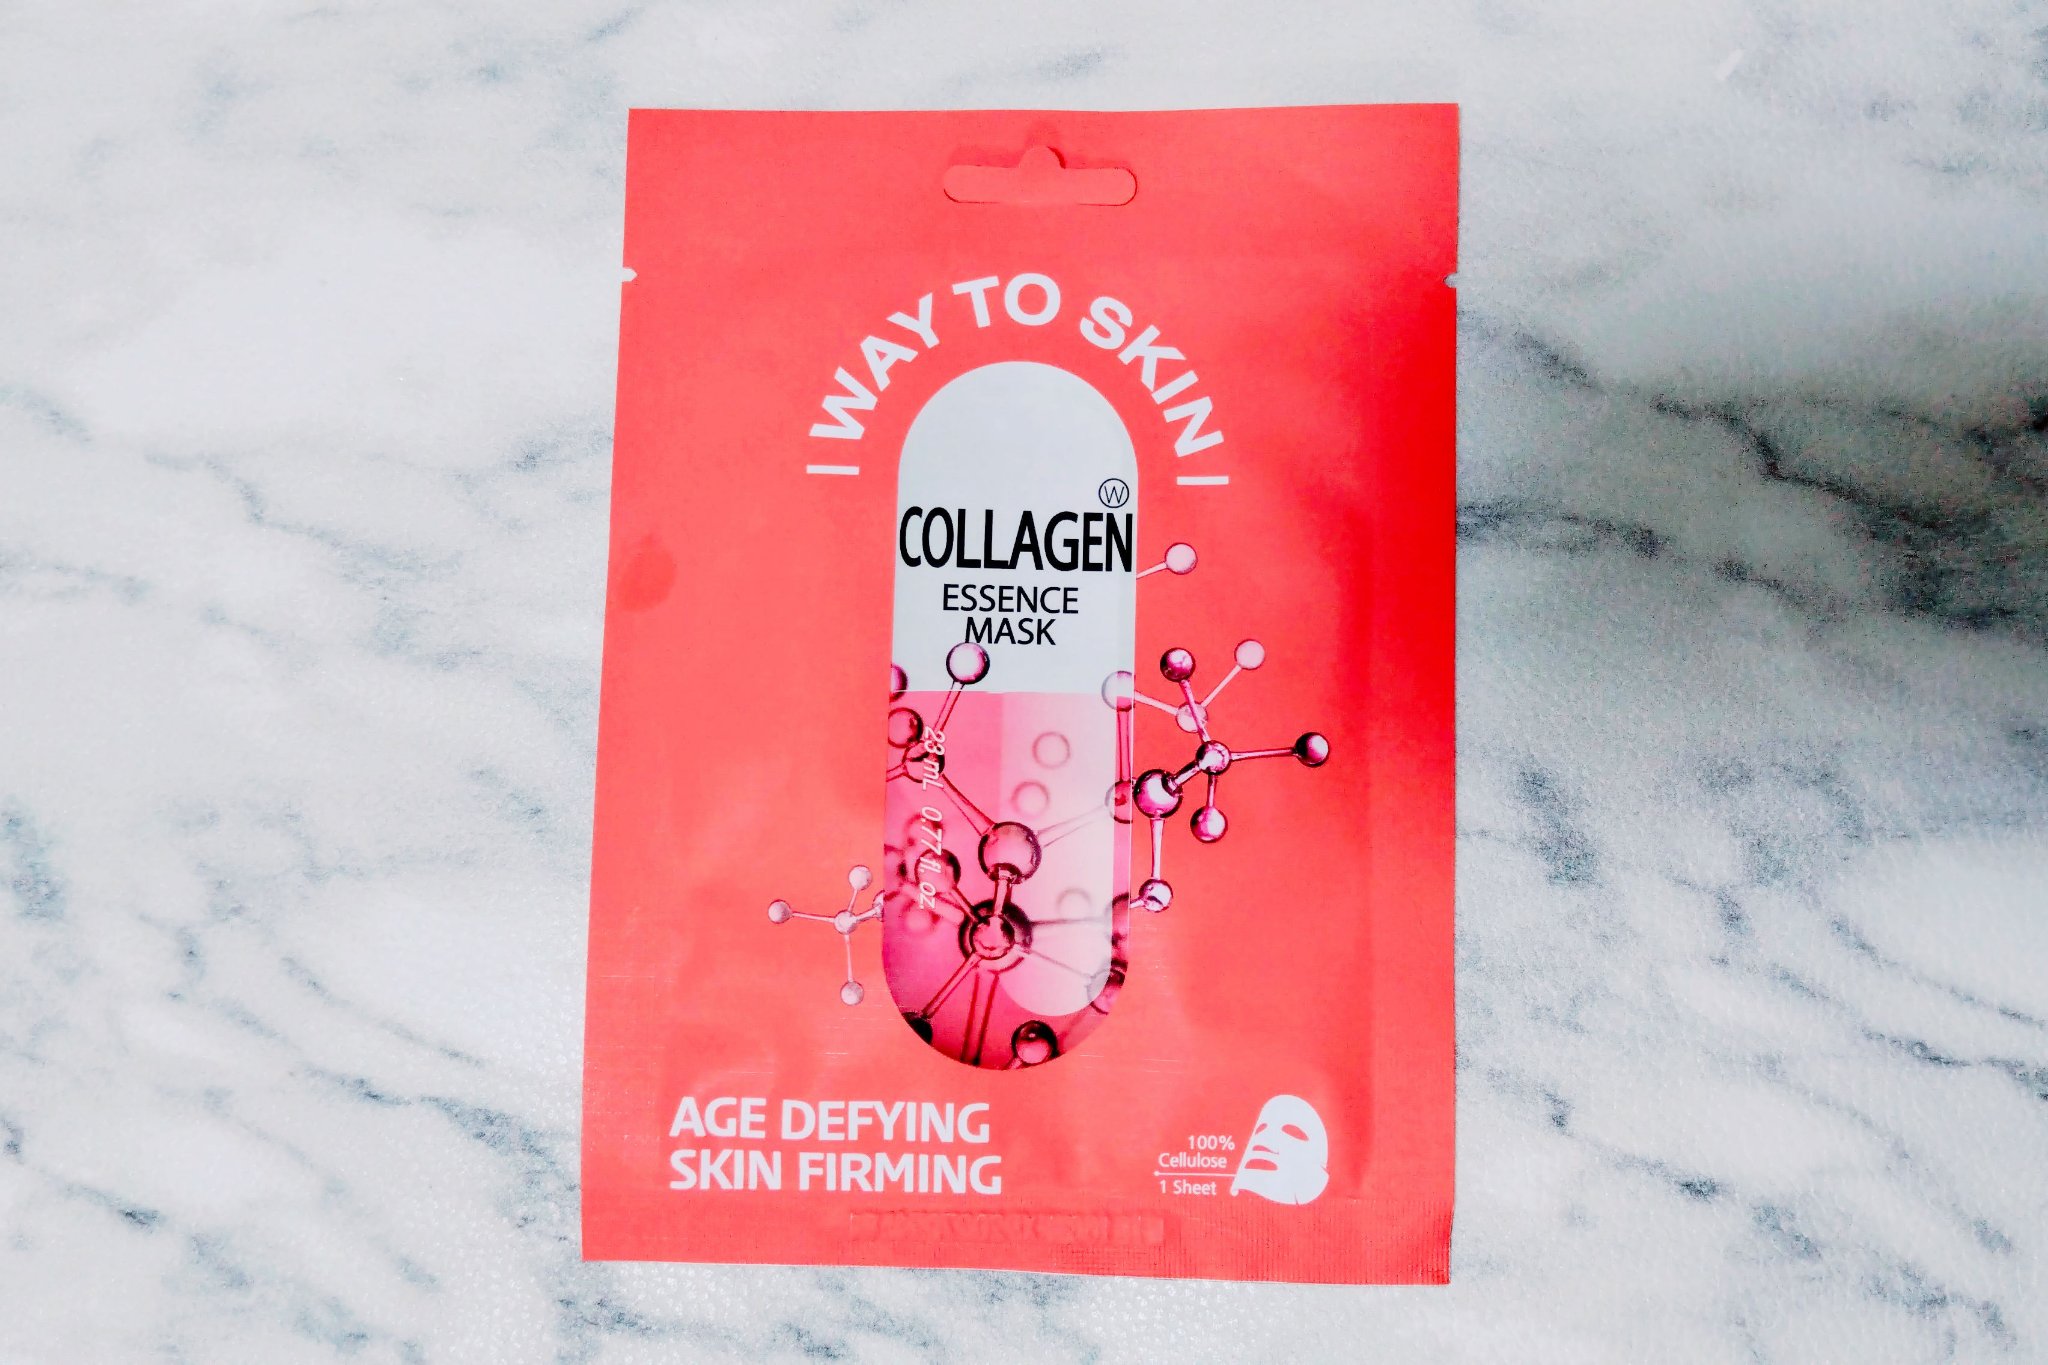 | WAY TO SKIN |
W
COLLAGEN
ESSENCE
MASK
23 mL 0.77 fl. oz
AGE DEFYING
SKIN FIRMING
100%
Cellulose
1 Sheet